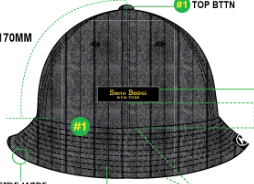 #1 TOP BTTN
170MM
SMITH BRIDGE
NEW YORK
#1